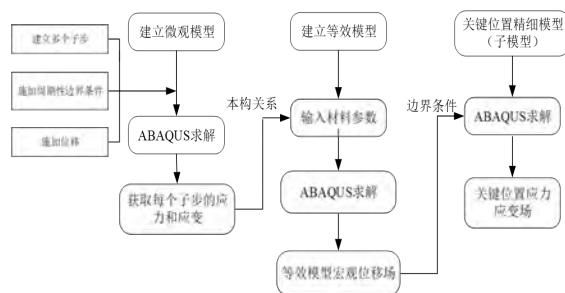 建立多个子步
施加周期性边界条件
施加位移
建立微观模型
ABAQUS求解
获取每个子步的应
力和应变
本构关系
建立等效模型
输入材料参数
ABAQUS求解
等效模型宏观位移场
边界条件
关键位置精细模型
（子模型）
ABAQUS求解
关键位置应力
应变场